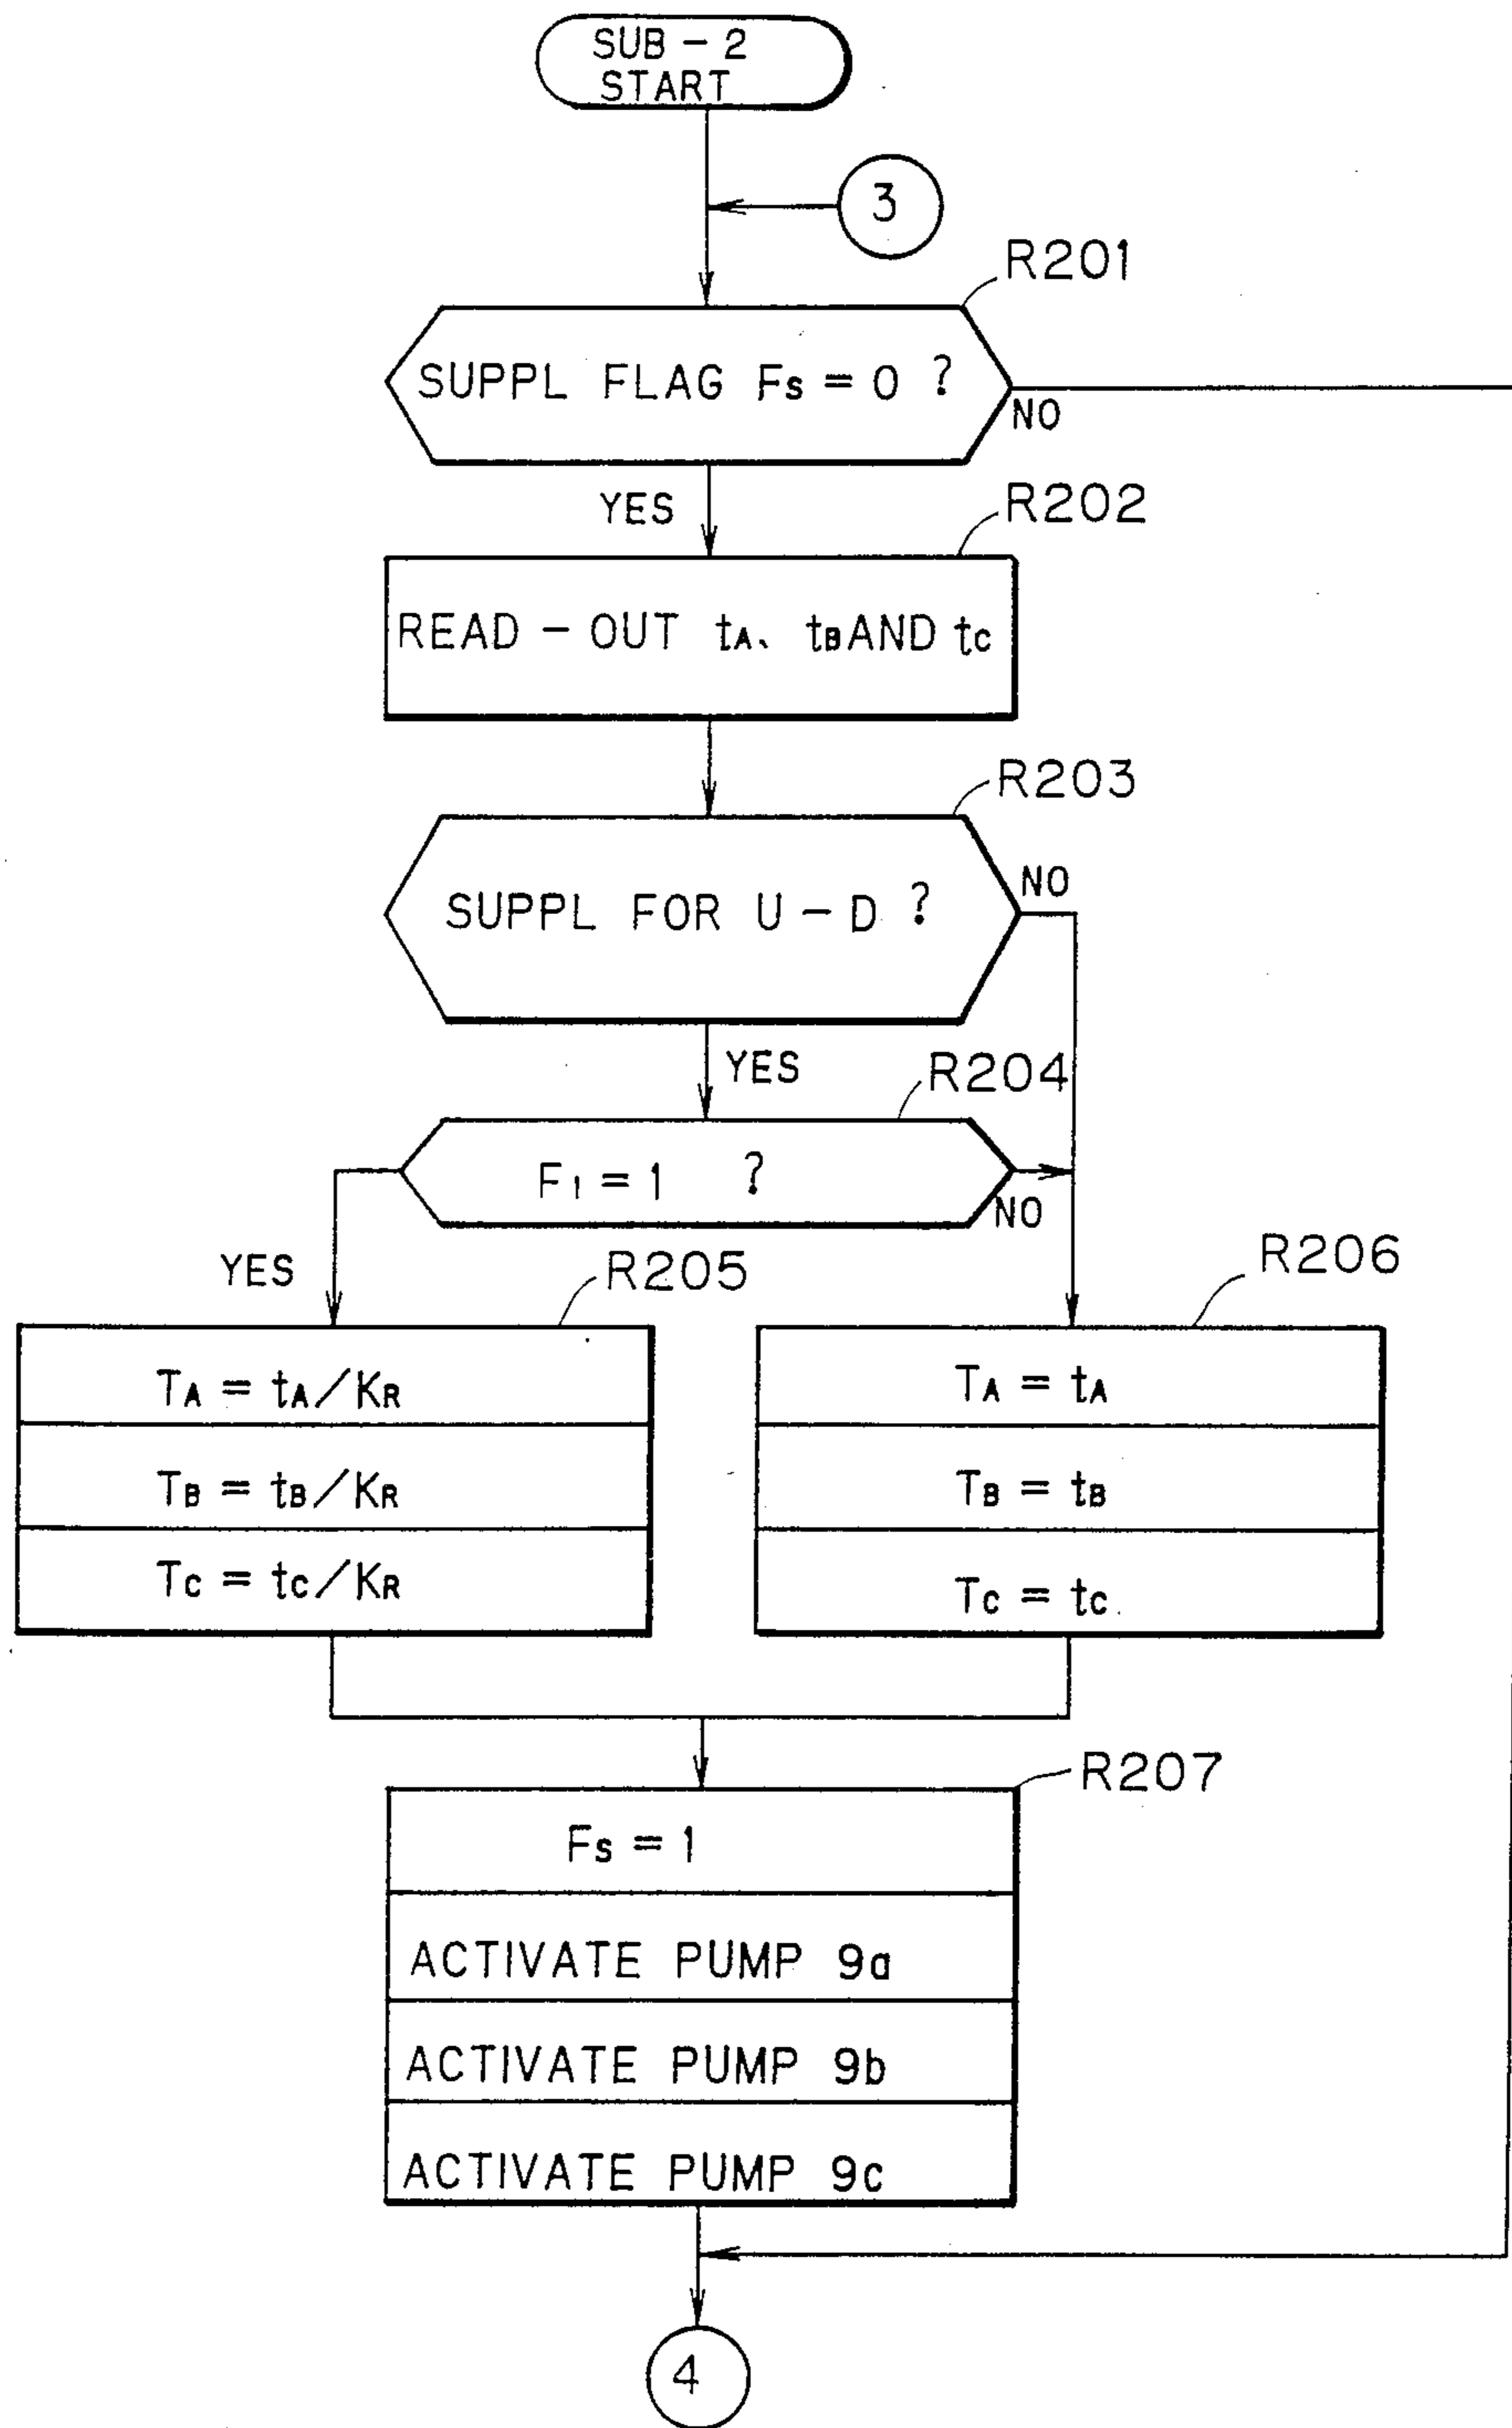 SUB - 2
START
3
R201
SUPPL FLAG Fs = 0 ?
NO
YES
R202
READ - OUT tA、 tB AND tC
R203
SUPPL FOR U - D ?
NO
YES
R204
F1 = 1 ?
NO
YES
R205
R206
TA = tA/KR
TB = tB/KR
TC = tC/KR
TA = tA
TB = tB
TC = tC
R207
Fs = 1
ACTIVATE PUMP 9a
ACTIVATE PUMP 9b
ACTIVATE PUMP 9c
4